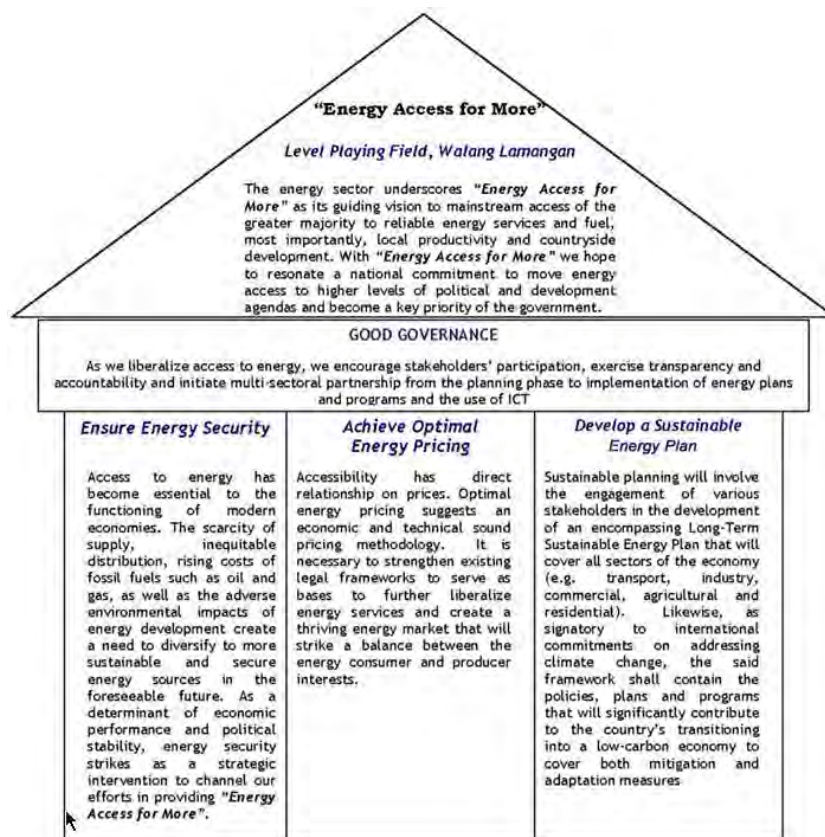 “Energy Access for More”
Level Playing Field, Walang Lamangan
The energy sector underscores “Energy Access for
More” as its guiding vision to mainstream access of the
greater majority to reliable energy services and fuel,
most importantly, local productivity and countryside
development. With “Energy Access for More” we hope
to resonate a national commitment to move energy
access to higher levels of political and development
agendas and become a key priority of the government.
GOOD GOVERNANCE
As we liberalize access to energy, we encourage stakeholders’ participation, exercise transparency and
accountability and initiate multi-sectoral partnership from the planning phase to implementation of energy plans
and programs and the use of ICT
Ensure Energy Security
Access to energy has
become essential to the
functioning of modern
economies. The scarcity of
supply, inequitable
distribution, rising costs of
fossil fuels such as oil and
gas, as well as the adverse
environmental impacts of
energy development create
a need to diversify to more
sustainable and secure
energy sources in the
foreseeable future. As a
determinant of economic
performance and political
stability, energy security
strikes as a strategic
intervention to channel our
efforts in providing “Energy
Access for More”.
Achieve Optimal
Energy Pricing
Accessibility has direct
relationship on prices. Optimal
energy pricing suggests an
economic and technical sound
pricing methodology. It is
necessary to strengthen existing
legal frameworks to serve as
bases to further liberalize
energy services and create a
thriving energy market that will
strike a balance between the
energy consumer and producer
interests.
Develop a Sustainable
Energy Plan
Sustainable planning will involve
the engagement of various
stakeholders in the development
of an encompassing Long-Term
Sustainable Energy Plan that will
cover all sectors of the economy
(e.g. transport, industry,
commercial, agricultural and
residential). Likewise, as
signatory to international
commitments on addressing
climate change, the said
framework shall contain the
policies, plans and programs
that will significantly contribute
to the country’s transitioning
into a low-carbon economy to
cover both mitigation and
adaptation measures